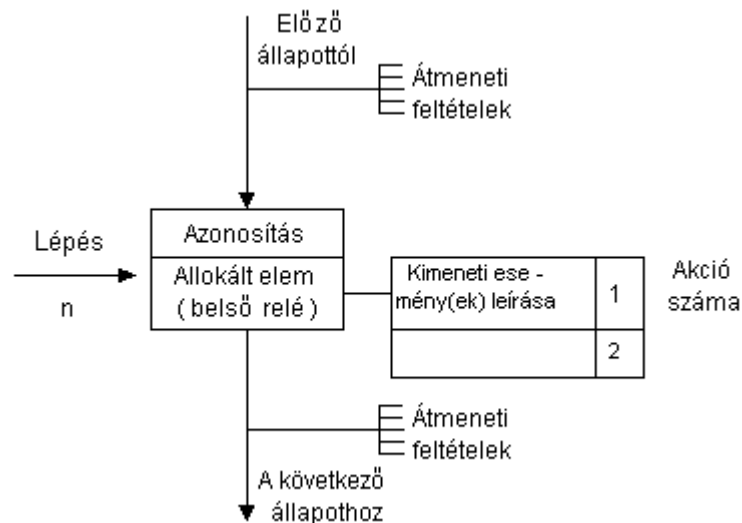 Előző
állapottól
Átmeneti
feltételek
Lépés
n
Azonosítás
Allokált elem
( belső relé )
Kimeneti ese -
mény(ek) leírása
1
2
Akció
száma
Átmeneti
feltételek
A következő
állapothoz